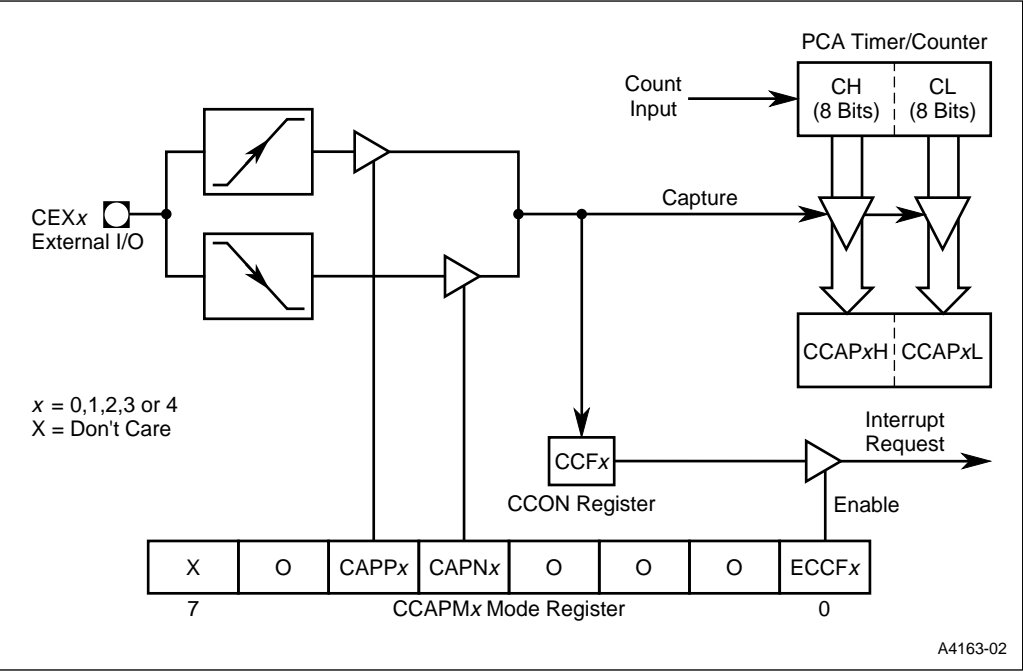 PCA Timer/Counter
Count
Input
CH
(8 Bits)
CL
(8 Bits)
CEXx
External I/O
Capture
CCAPxH
CCAPxL
x = 0,1,2,3 or 4
X = Don't Care
Interrupt
Request
CCFx
CCON Register
Enable
X O CAPPx CAPNx O O O ECCFx
7 CCAPMx Mode Register 0
A4163-02